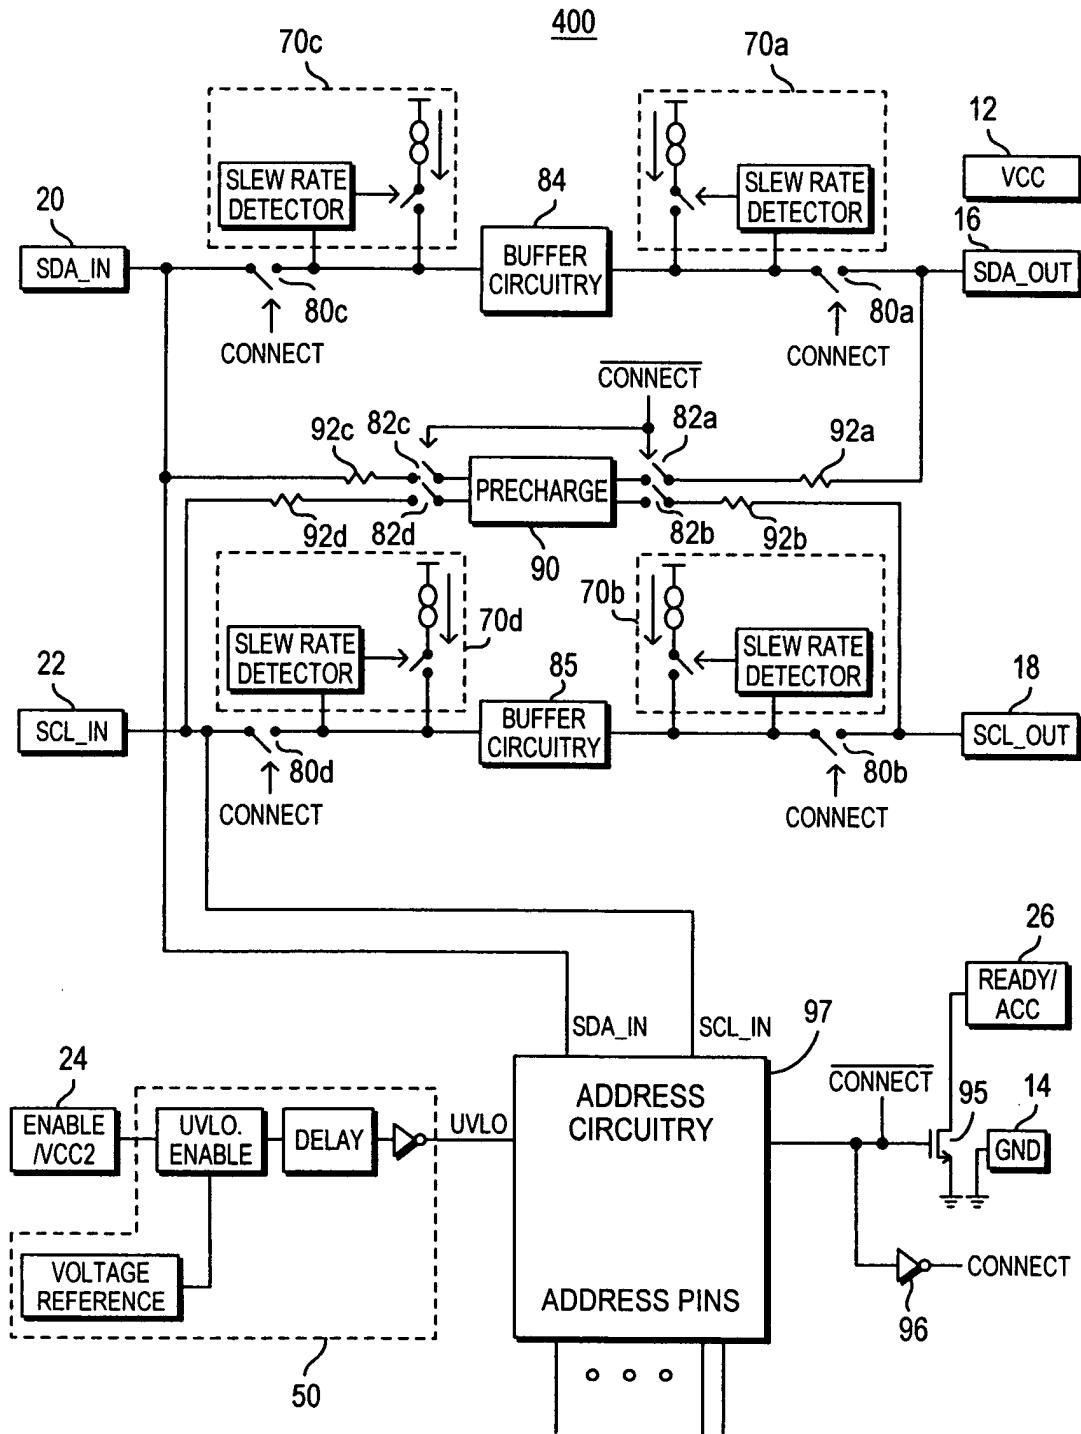 400
70c
70a
12
VCC
SLEW RATE
DETECTOR
84
SLEW RATE
DETECTOR
20
16
SDA_IN
BUFFER
CIRCUITRY
SDA_OUT
80c
80a
CONNECT
CONNECT
CONNECT
92c
82c
82a
92a
PRECHARGE
92d
82d
90
82b
92b
70d
70b
SLEW RATE
DETECTOR
SLEW RATE
DETECTOR
22
85
18
SCL_IN
BUFFER
CIRCUITRY
SCL_OUT
80d
80b
CONNECT
CONNECT
26
READY/
ACC
SDA_IN
SCL_IN
97
24
CONNECT
95
14
ENABLE
/VCC2
UVLO.
ENABLE
DELAY
UVLO
ADDRESS
CIRCUITRY
GND
VOLTAGE
REFERENCE
ADDRESS PINS
CONNECT
96
50